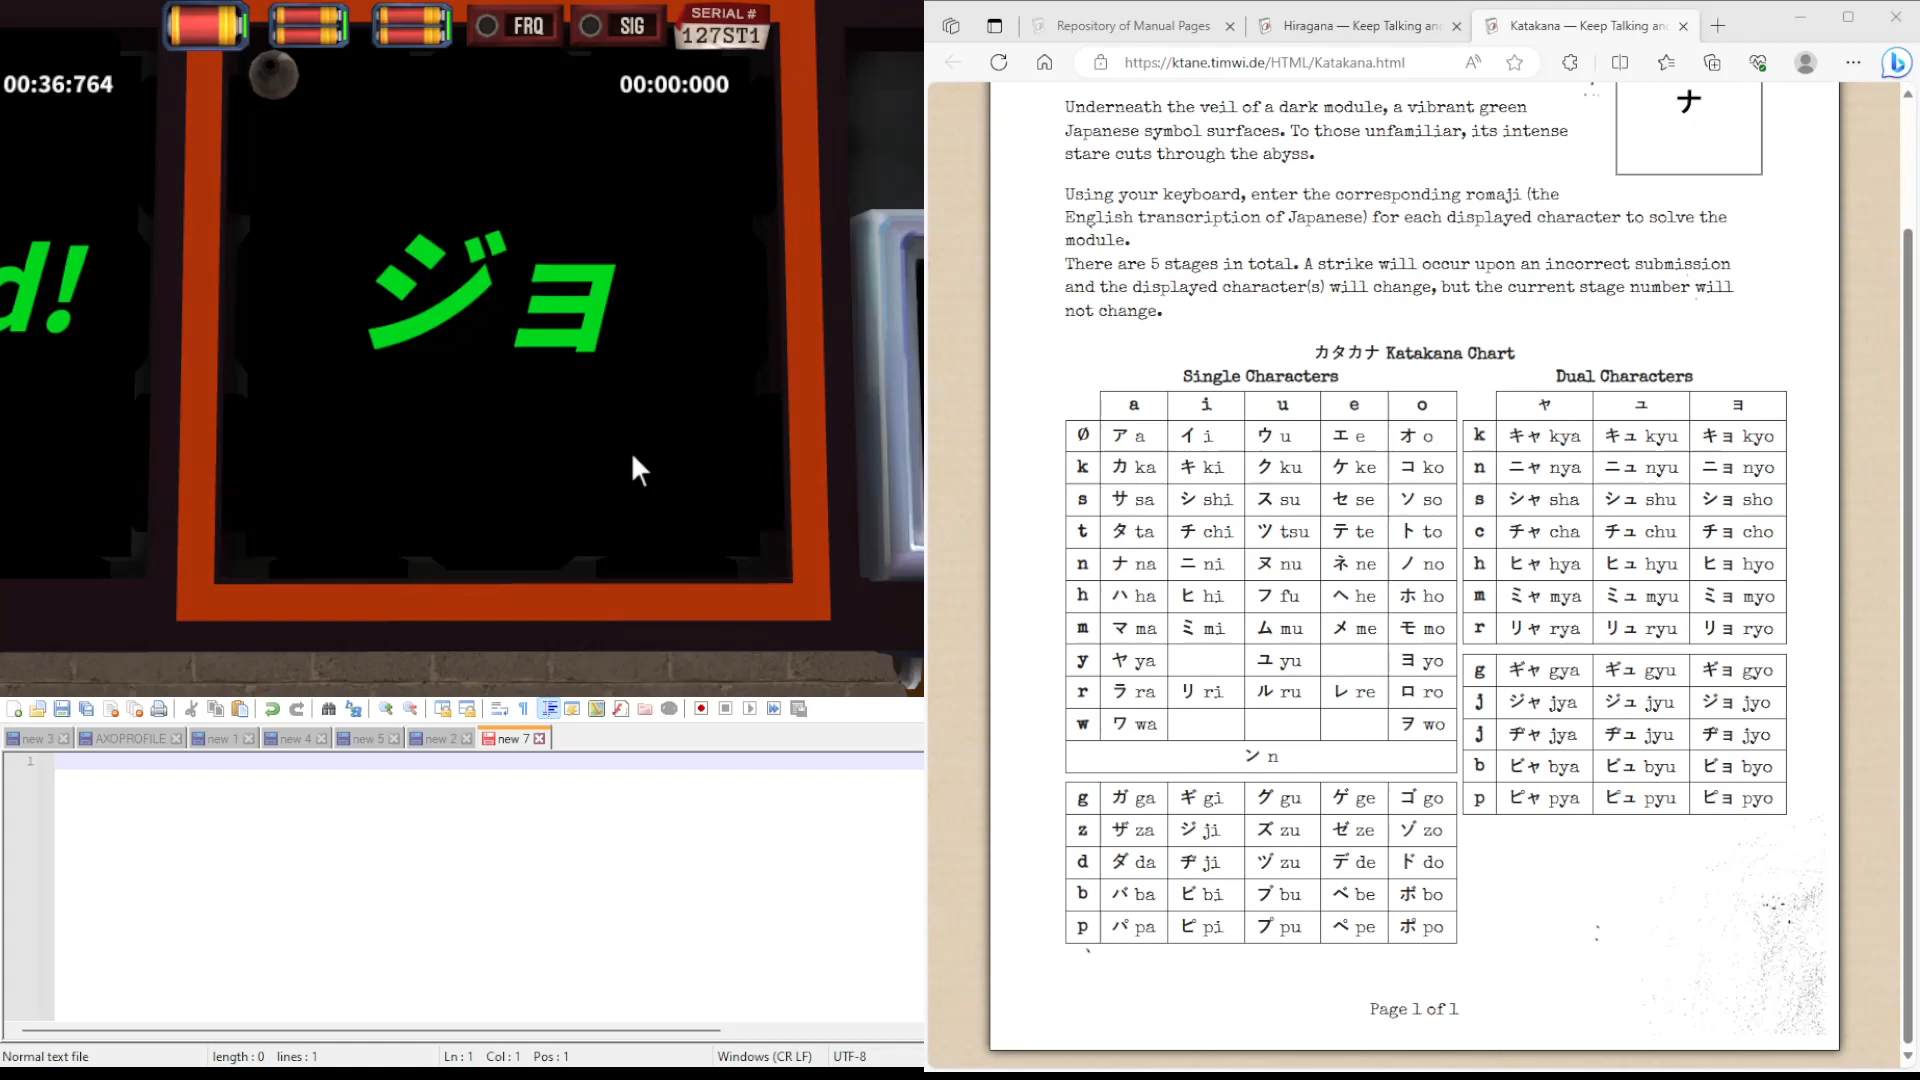 FRQ
SIG
SERIAL #
127ST1
00:36:764
00:00:000
d!
ジョ
Repository of Manual Pages
Hiragana — Keep Talking and
Katakana — Keep Talking an
https://ktane.timwi.de/HTML/Katakana.html
Underneath the veil of a dark module, a vibrant green
Japanese symbol surfaces. To those unfamiliar, its intense
stare cuts through the abyss.
ナ
Using your keyboard, enter the corresponding romaji (the
English transcription of Japanese) for each displayed character to solve the
module.
There are 5 stages in total. A strike will occur upon an incorrect submission
and the displayed character(s) will change, but the current stage number will
not change.
カタカナ Katakana Chart
Single Characters
a i u e o
Ø ア a イ i ウ u エ e オ o
k カ ka キ ki ク ku ケ ke コ ko
s サ sa シ shi ス su セ se ソ so
t タ ta チ chi ツ tsu テ te ト to
n ナ na ニ ni ヌ nu ネ ne ノ no
h ハ ha ヒ hi フ fu ヘ he ホ ho
m マ ma ミ mi ム mu メ me モ mo
y ヤ ya ユ yu ヨ yo
r ラ ra リ ri ル ru レ re ロ ro
w ワ wa ヲ wo
ン n
g ガ ga ギ gi グ gu ゲ ge ゴ go
z ザ za ジ ji ズ zu ゼ ze ゾ zo
d ダ da ヂ ji ヅ zu デ de ド do
b バ ba ビ bi ブ bu ベ be ボ bo
p パ pa ピ pi プ pu ペ pe ポ po
Dual Characters
ャ ュ ョ
k キャ kya キュ kyu キョ kyo
n ニャ nya ニュ nyu ニョ nyo
s シャ sha シュ shu ショ sho
c チャ cha チュ chu チョ cho
h ヒャ hya ヒュ hyu ヒョ hyo
m ミャ mya ミュ myu ミョ myo
r リャ rya リュ ryu リョ ryo
g ギャ gya ギュ gyu ギョ gyo
j ジャ jya ジュ jyu ジョ jyo
j ヂャ jya ヂュ jyu ヂョ jyo
b ビャ bya ビュ byu ビョ byo
p ピャ pya ピュ pyu ピョ pyo
Page 1 of 1
new 3
AXOPROFILE
new 1
new 4
new 5
new 2
new 7
1
Normal text file
length : 0 lines : 1
Ln : 1 Col : 1 Pos : 1
Windows (CR LF)
UTF-8